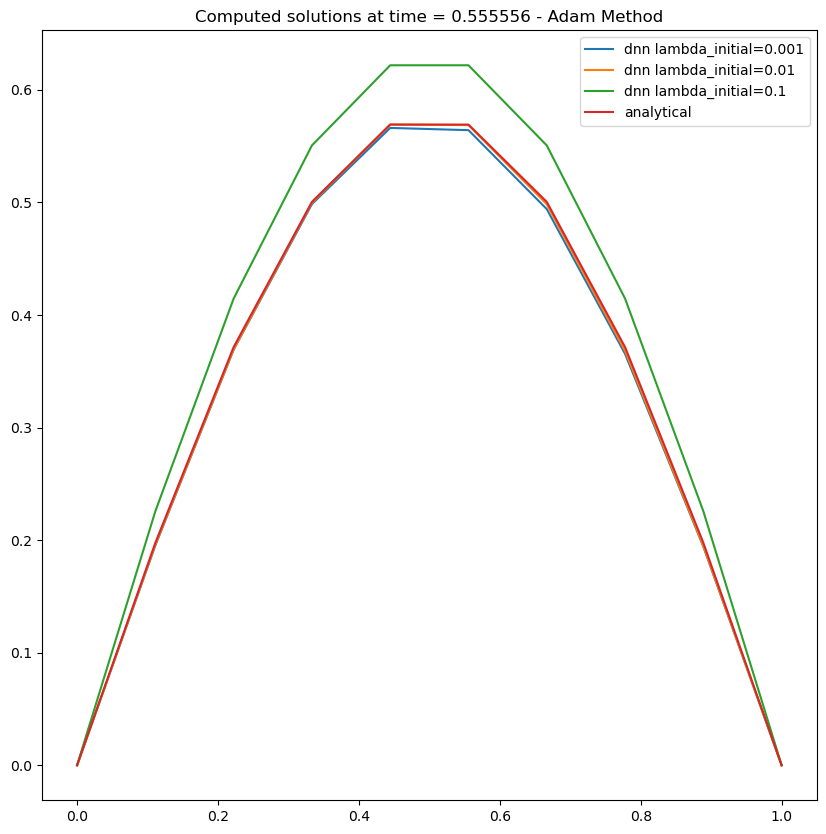 Computed solutions at time = 0.555556 - Adam Method
dnn lambda_initial=0.001
dnn lambda_initial=0.01
dnn lambda_initial=0.1
analytical
0.6
0.5
0.4
0.3
0.2
0.1
0.0
0.0 0.2 0.4 0.6 0.8 1.0